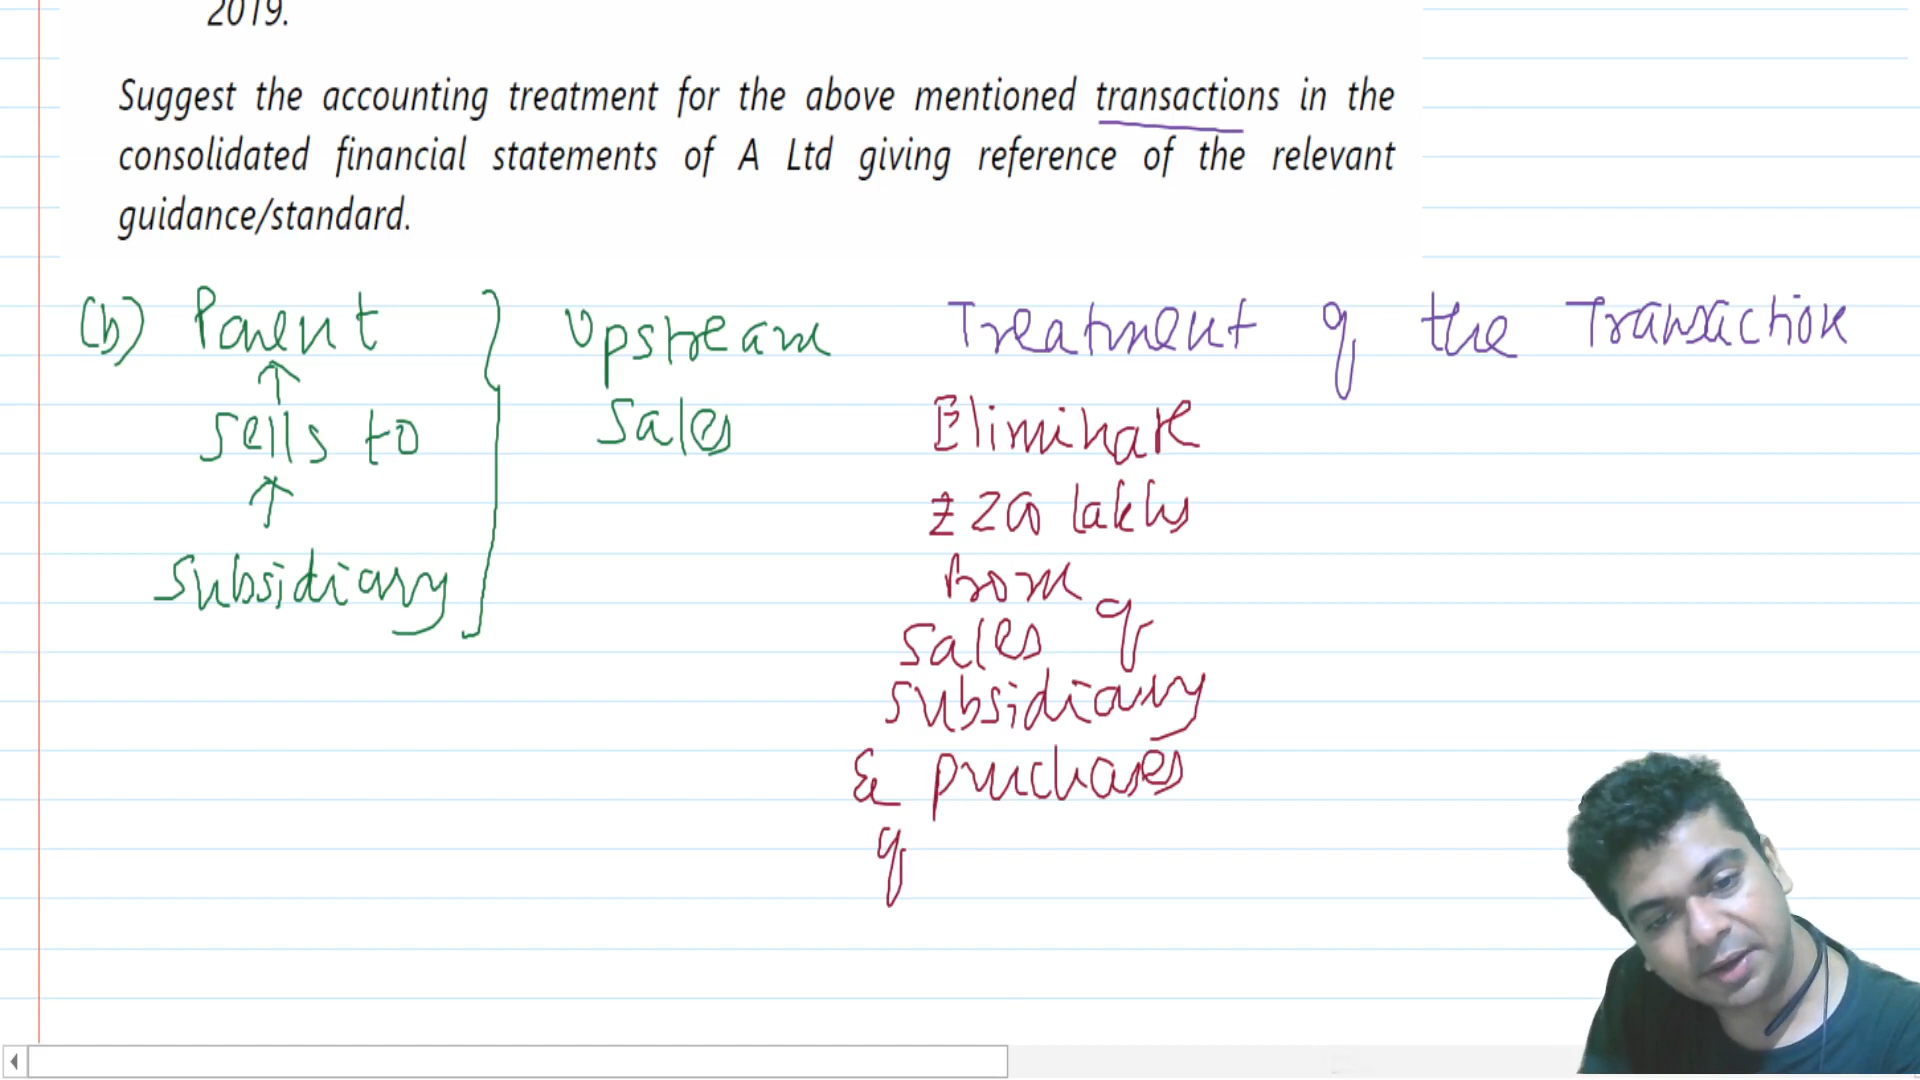 2019.
Suggest the accounting treatment for the above mentioned transactions in the
consolidated financial statements of A Ltd giving reference of the relevant
guidance/standard.
(b) Parent
↑
sells to
↑
Subsidiary
Upstream
Sales
Treatment of the Transaction
Eliminate
₹ 200 lakhs
from
sales of
subsidiary
& purchases
of